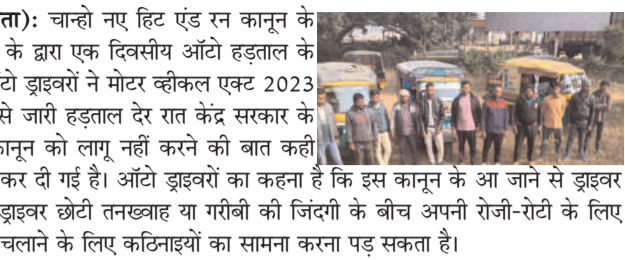 ता): चान्हो नए हिट एंड रन कानून के
के द्वारा एक दिवसीय ऑटो हड़ताल के
टो ड्राइवरों ने मोटर व्हीकल एक्ट 2023
से जारी हड़ताल देर रात केंद्र सरकार के
कानून को लागू नहीं करने की बात कही
कर दी गई है। ऑटो ड्राइवरों का कहना है कि इस कानून के आ जाने से ड्राइवर
ड्राइवर छोटी तनख्वाह या गरीबी की जिंदगी के बीच अपनी रोजी-रोटी के लिए
चलाने के लिए कठिनाइयों का सामना करना पड़ सकता है।